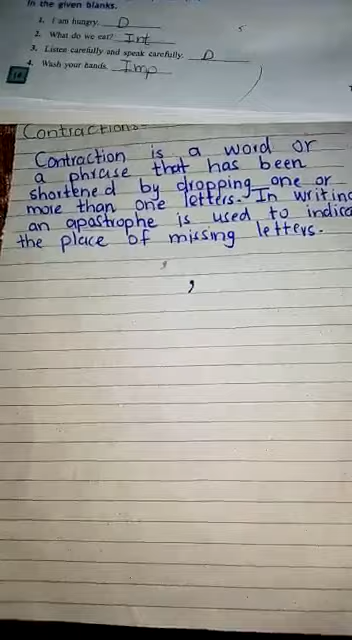 in the given blanks.
1. I am hungry. D
2. What do we eat? Int
3. Listen carefully and speak carefully. D
4. Wash your hands. Imp
Contractions
Contraction is a word or
a phrase that has been
shortened by dropping one or
more than one letters. In writing
an apastrophe is used to indica
the place of missing letters.
,